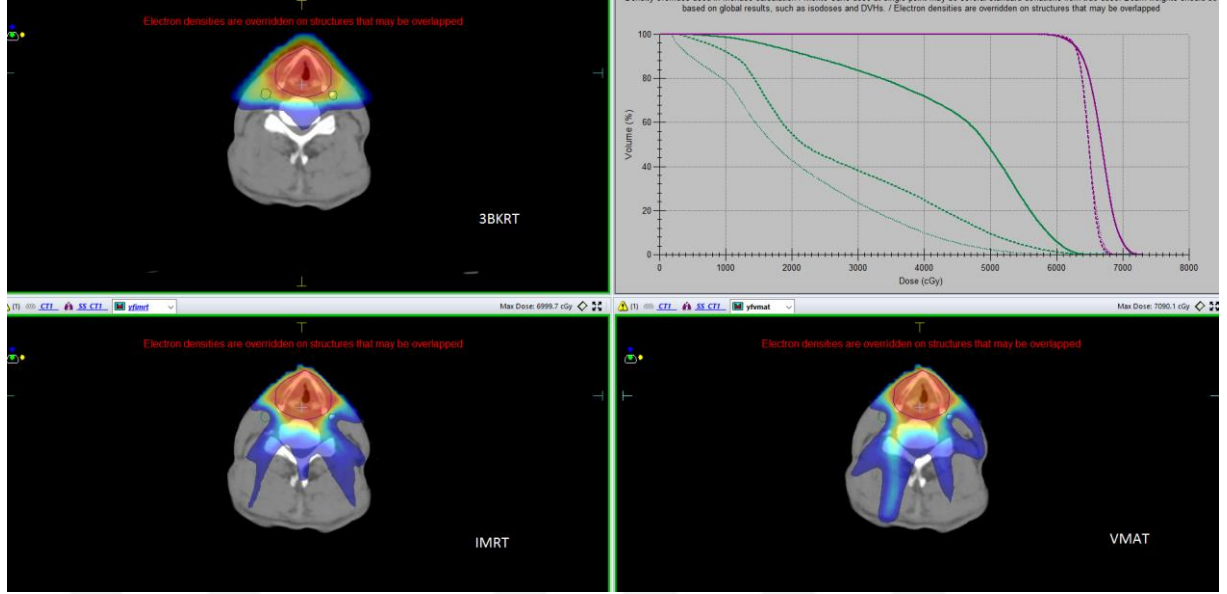 Electron densities are overridden on structures that may be overlapped
3BKRT
based on global results, such as isodoses and DVHs. / Electron densities are overridden on structures that may be overlapped
100
80
60
40
20
0
Volume (%)
0 1000 2000 3000 4000 5000 6000 7000 8000
Dose (cGy)
(1) CT1 SS_CT1 yfimrt Max Dose: 6999.7 cGy
Electron densities are overridden on structures that may be overlapped
IMRT
(1) CT1 SS_CT1 yfvmat Max Dose: 7090.1 cGy
Electron densities are overridden on structures that may be overlapped
VMAT